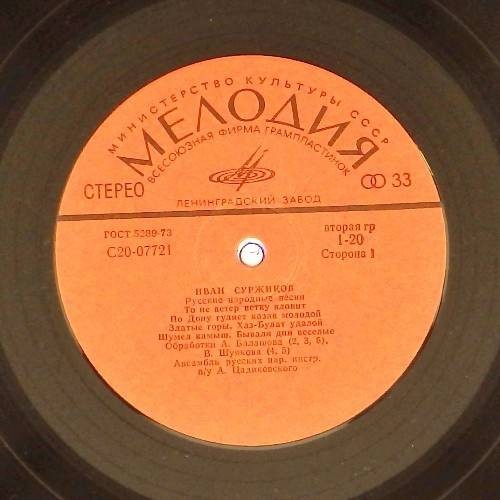 МИНИСТЕРСТВО КУЛЬТУРЫ СССР
МЕЛОДИЯ
ВСЕСОЮЗНАЯ ФИРМА ГРАМПЛАСТИНОК
СТЕРЕО
33
ЛЕНИНГРАДСКИЙ ЗАВОД
ГОСТ 5289-73
С20-07721
вторая гр
1-20
Сторона 1
ИВАН СУРЖИКОВ
Русские народные песни
То не ветер ветку клонит
По Дону гуляет казак молодой
Златые горы, Хаз-Булат удалой
Шумел камыш. Бывали дни веселые
Обработки А. Балашова (2, 3, 6),
В. Шуякова (4, 5)
Ансамбль русских нар. инстр.
п/у А. Цадиковского